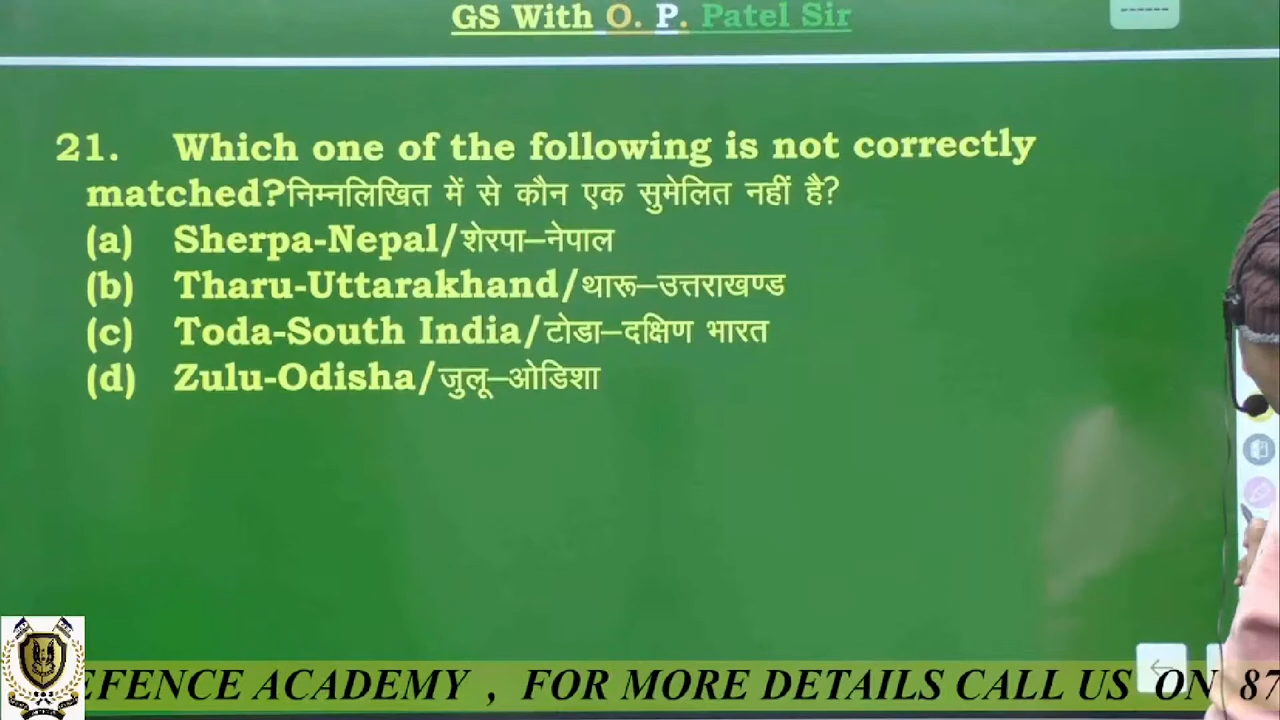 GS With O. P. Patel Sir
------
21. Which one of the following is not correctly
matched?निम्नलिखित में से कौन एक सुमेलित नहीं है?
(a) Sherpa-Nepal/शेरपा–नेपाल
(b) Tharu-Uttarakhand/थारू–उत्तराखण्ड
(c) Toda-South India/टोडा–दक्षिण भारत
(d) Zulu-Odisha/जुलू–ओडिशा
EFENCE ACADEMY , FOR MORE DETAILS CALL US ON 87